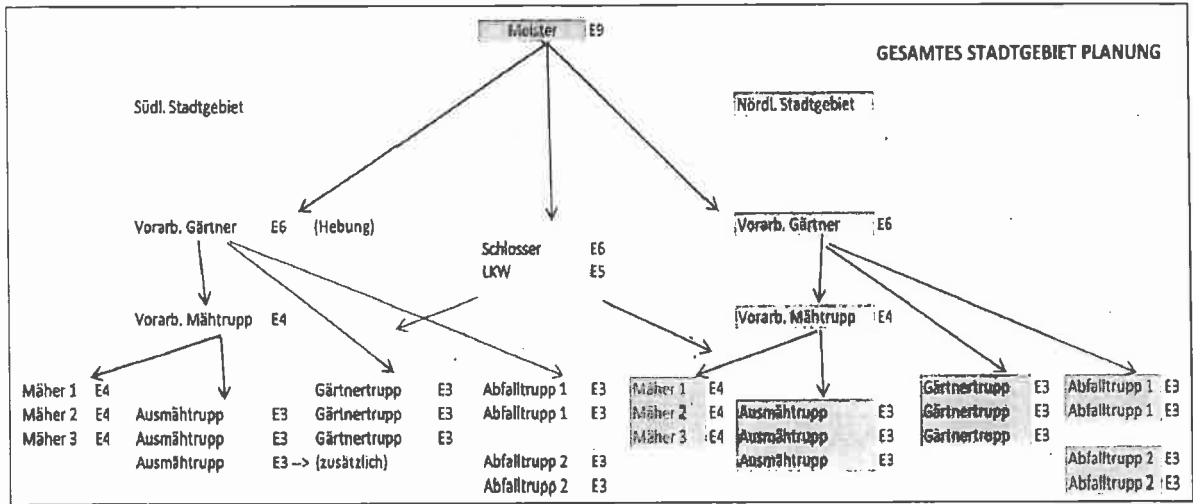 Meister E9
GESAMTES STADTGEBIET PLANUNG
Südl. Stadtgebiet
Nördl. Stadtgebiet
Vorarb. Gärtner E6 (Hebung)
Vorarb. Gärtner E6
Schlosser E6
LKW E5
Vorarb. Mähtrupp E4
Vorarb. Mähtrupp E4
Mäher 1 E4 Gärtnertrupp E3 Abfalltrupp 1 E3 Mäher 1 E4 Gärtnertrupp E3 Abfalltrupp 1 E3
Mäher 2 E4 Ausmähtrupp E3 Gärtnertrupp E3 Abfalltrupp 1 E3 Mäher 2 E4 Ausmähtrupp E3 Gärtnertrupp E3 Abfalltrupp 1 E3
Mäher 3 E4 Ausmähtrupp E3 Gärtnertrupp E3 Mäher 3 E4 Ausmähtrupp E3 Gärtnertrupp E3
Ausmähtrupp E3 --> (zusätzlich) Abfalltrupp 2 E3 Ausmähtrupp E3 Abfalltrupp 2 E3
Abfalltrupp 2 E3 Abfalltrupp 2 E3